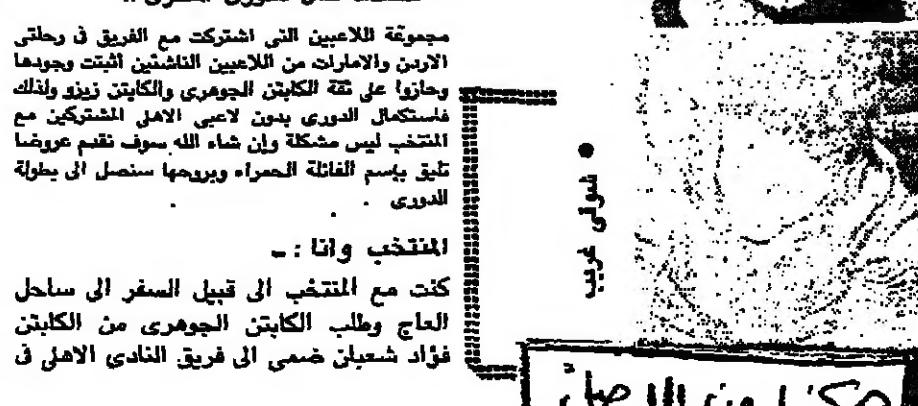 مجموعة اللاعبين التى اشتركت مع الفريق فى رحلتى
الاردن والامارات من اللاعبين الناشئين أثبتت وجودها
وحازوا على ثقة الكابتن الجوهرى والكابتن زيزو ولذلك
فاستكمال الدورى بدون لاعبى الاهلى المشتركين مع
المنتخب ليس مشكلة وإن شاء الله سوف نقدم عروضا
تليق بإسم الفانلة الحمراء وبروحها سنصل الى بطولة
الدورى .
المنتخب وانا : ـ
كنت مع المنتخب الى قبيل السفر الى ساحل
العاج وطلب الكابتن الجوهرى من الكابتن
فؤاد شعبان ضمى الى فريق النادي الاهلى فى
● شوقى غريب